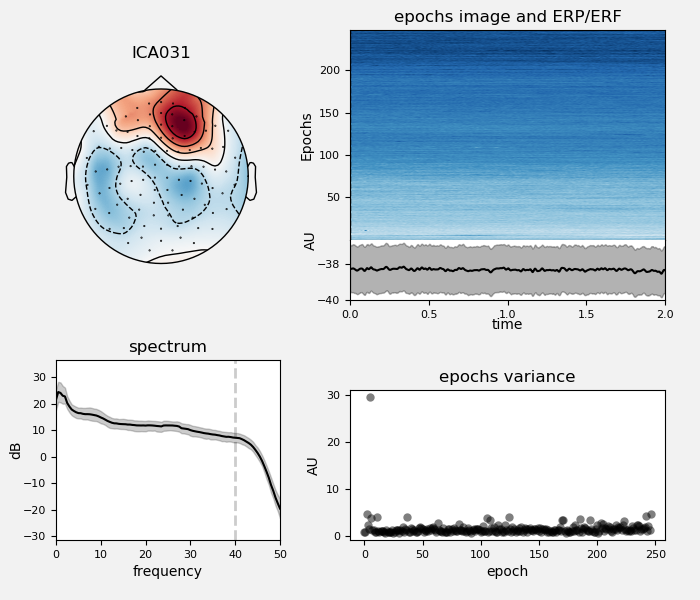 ICA031
epochs image and ERP/ERF
Epochs
200
150
100
50
AU
−38
−40
0.0 0.5 1.0 1.5 2.0
time
spectrum
dB
30
20
10
0
−10
−20
−30
0 10 20 30 40 50
frequency
epochs variance
AU
30
20
10
0
0 50 100 150 200 250
epoch